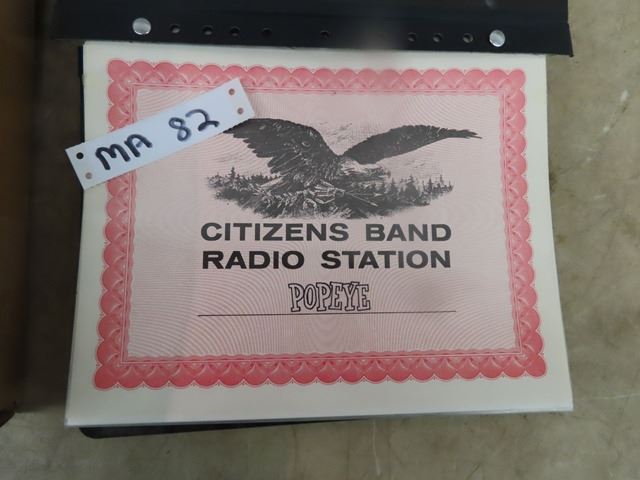 MA 82
CITIZENS BAND
RADIO STATION
POPEYE